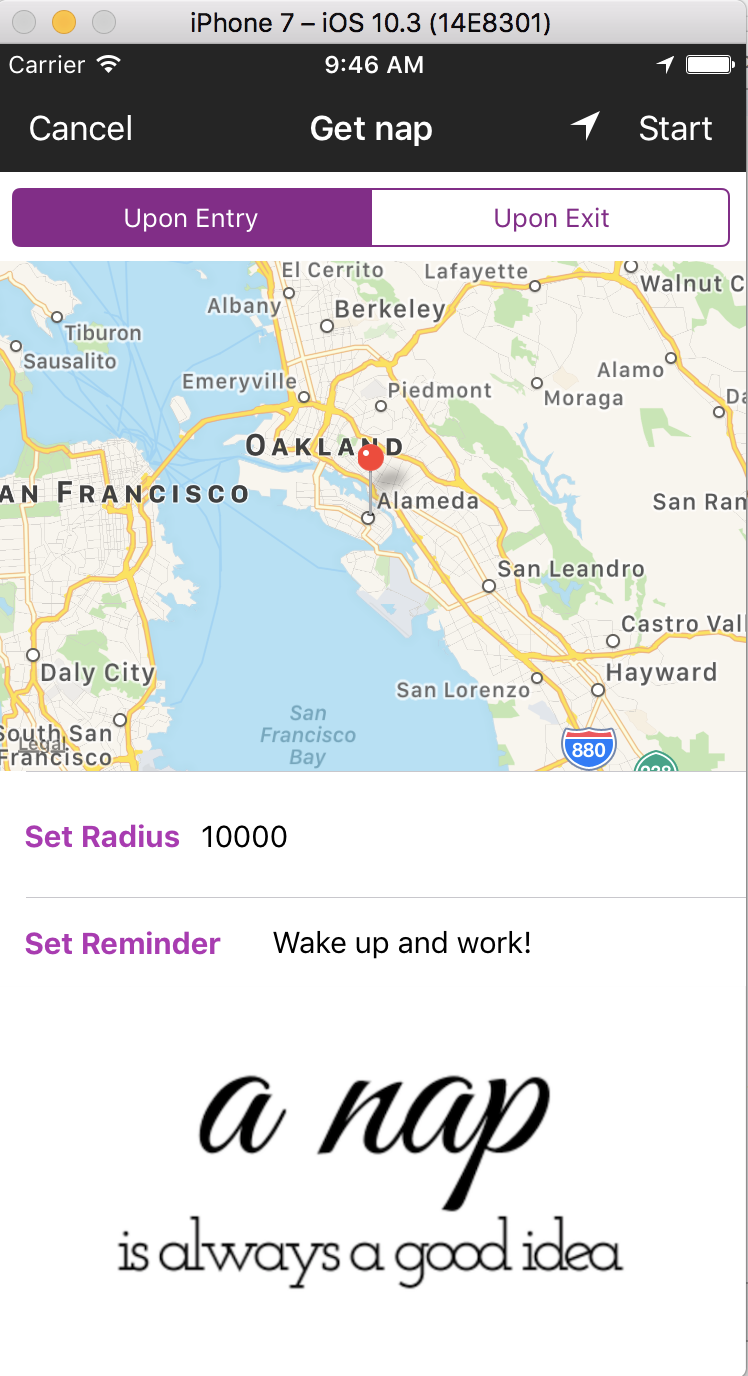 iPhone 7 – iOS 10.3 (14E8301)
Carrier 9:46 AM
Cancel Get nap Start
Upon Entry Upon Exit
El Cerrito Lafayette
Walnut C
Albany Berkeley
Tiburon
Sausalito
Alamo
Emeryville Piedmont
Moraga Da
OAKLAND
AN FRANCISCO Alameda San Ran
San Leandro
Castro Vall
Daly City Hayward
San Lorenzo
San
Francisco
Bay
South San
Francisco
Legal
880
238
Set Radius 10000
Set Reminder Wake up and work!
a nap
is always a good idea